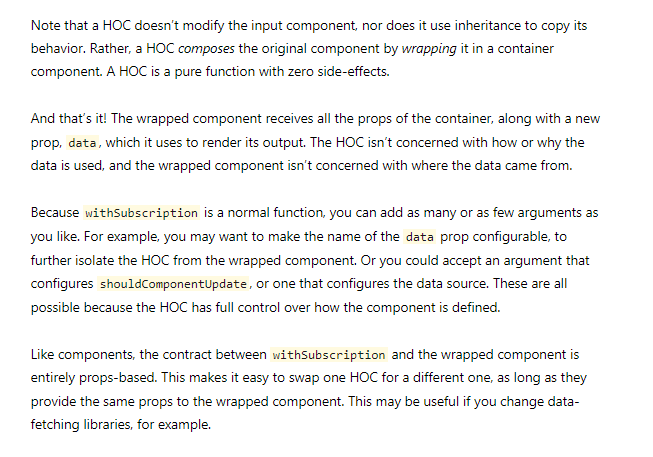 Note that a HOC doesn't modify the input component, nor does it use inheritance to copy its
behavior. Rather, a HOC composes the original component by wrapping it in a container
component. A HOC is a pure function with zero side-effects.
And that's it! The wrapped component receives all the props of the container, along with a new
prop, data, which it uses to render its output. The HOC isn't concerned with how or why the
data is used, and the wrapped component isn't concerned with where the data came from.
Because withSubscription is a normal function, you can add as many or as few arguments as
you like. For example, you may want to make the name of the data prop configurable, to
further isolate the HOC from the wrapped component. Or you could accept an argument that
configures shouldComponentUpdate, or one that configures the data source. These are all
possible because the HOC has full control over how the component is defined.
Like components, the contract between withSubscription and the wrapped component is
entirely props-based. This makes it easy to swap one HOC for a different one, as long as they
provide the same props to the wrapped component. This may be useful if you change data-
fetching libraries, for example.